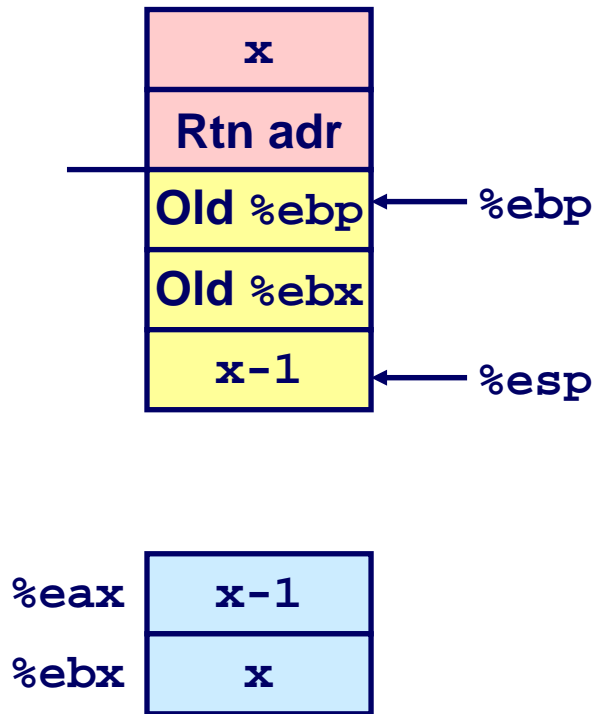 x
Rtn adr
Old %ebp %ebp
Old %ebx
x-1 %esp
%eax x-1
%ebx x